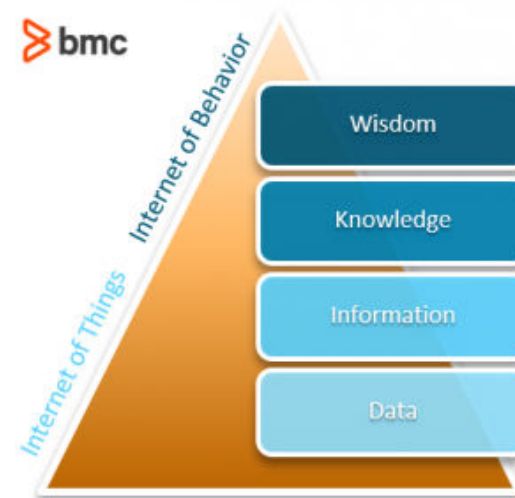 bmc
Internet of Behavior
Internet of Things
Wisdom
Knowledge
Information
Data